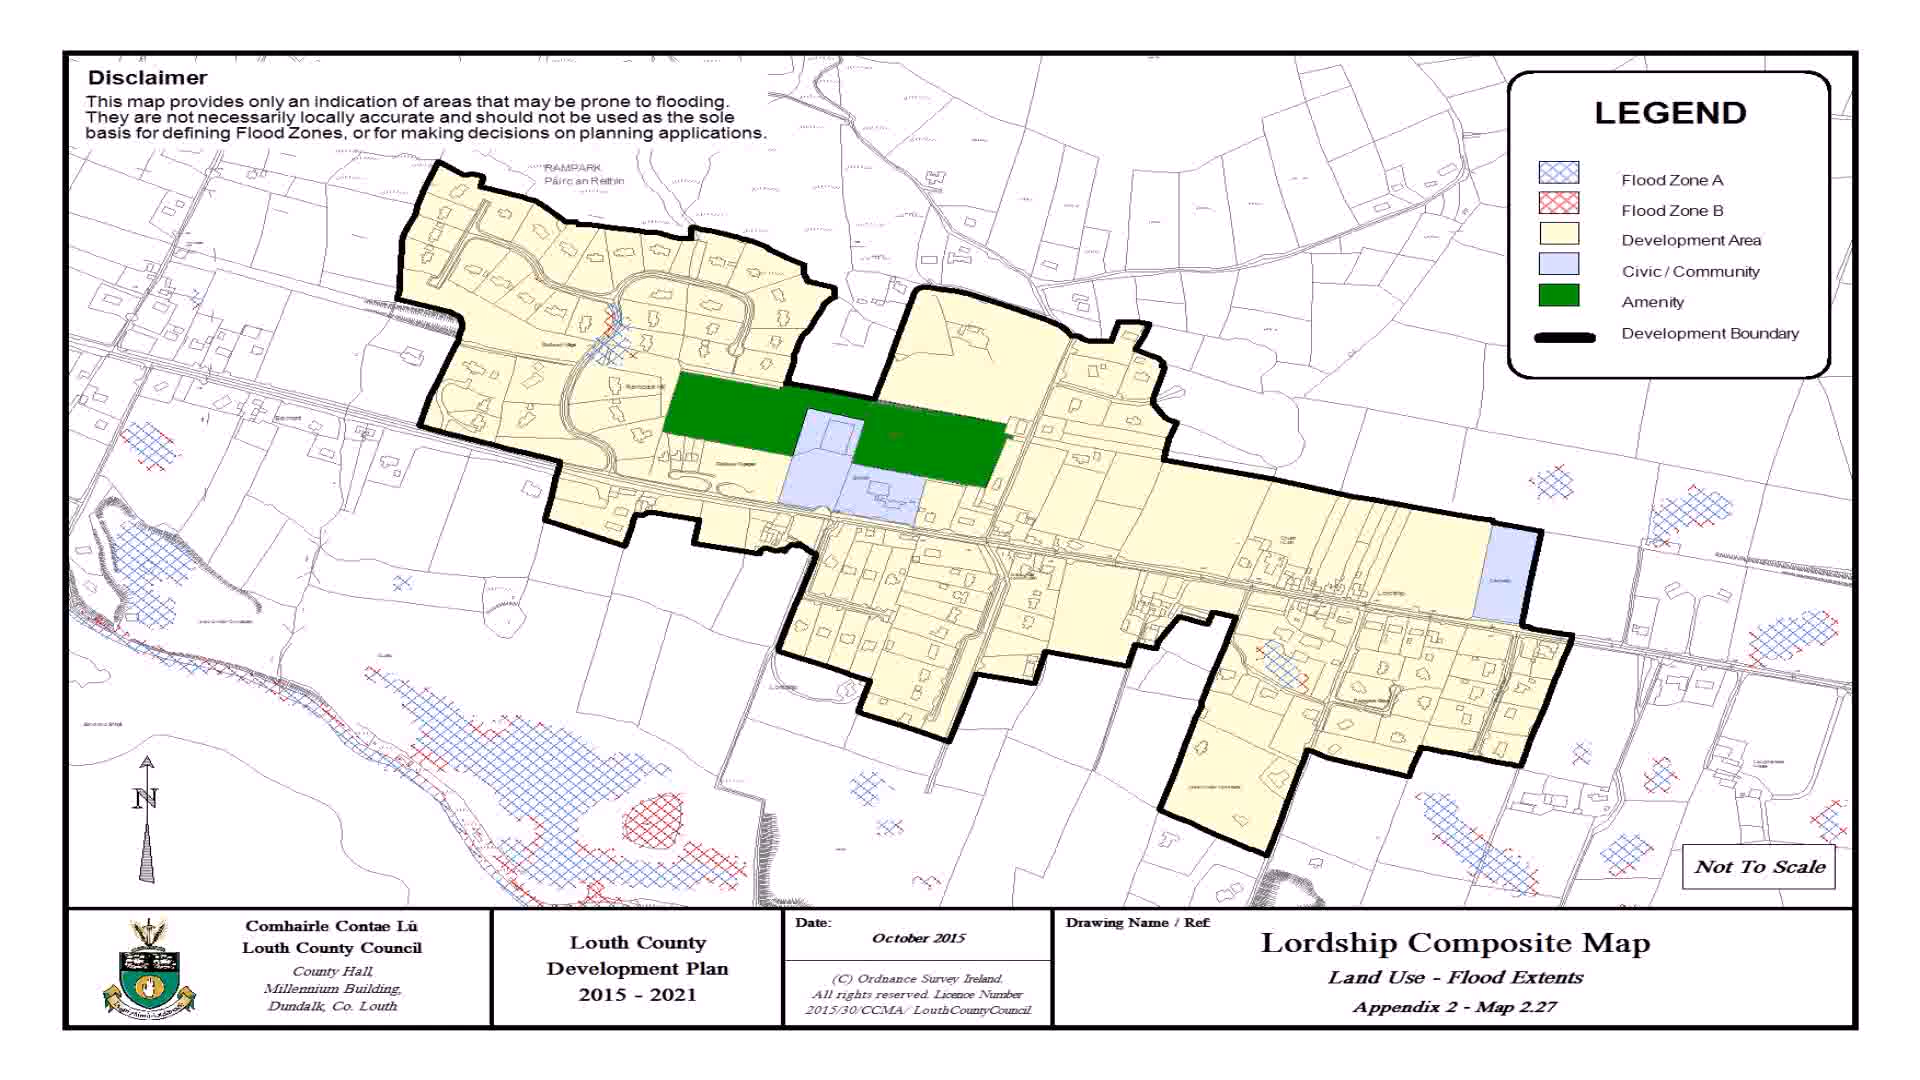 Disclaimer
This map provides only an indication of areas that may be prone to flooding.
They are not necessarily locally accurate and should not be used as the sole
basis for defining Flood Zones, or for making decisions on planning applications.
RAMPARK
LEGEND
Flood Zone A
Flood Zone B
Development Area
Civic / Community
Amenity
Development Boundary
Lordship
Lordship
N
Not To Scale
Comhairle Contae Lú
Louth County Council
County Hall,
Millennium Building,
Dundalk, Co. Louth
Louth County
Development Plan
2015 - 2021
Date:
October 2015
(C) Ordnance Survey Ireland.
All rights reserved. Licence Number
2015/30/CCMA/ LouthCountyCouncil
Drawing Name / Ref:
Lordship Composite Map
Land Use - Flood Extents
Appendix 2 - Map 2.27